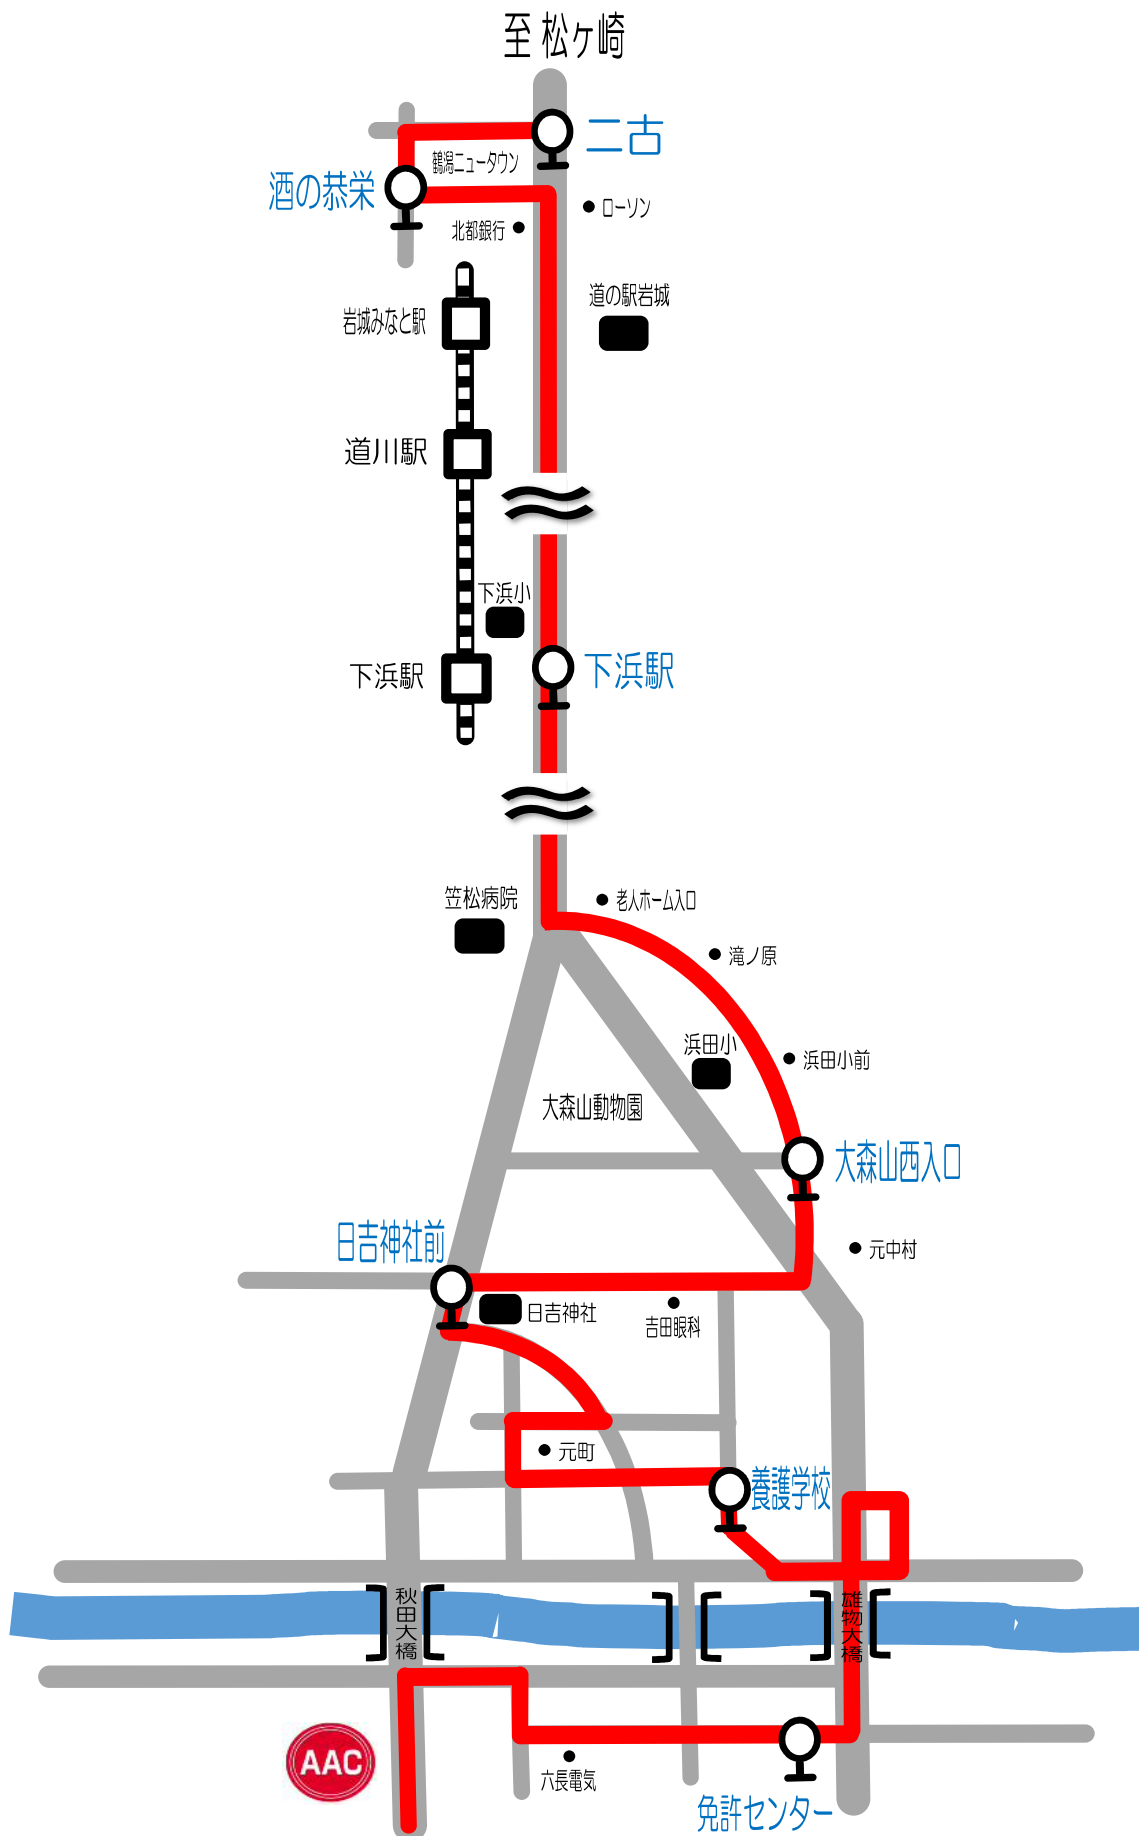 至 松ヶ崎
二古
鶴潟ニュータウン
酒の恭栄
ローソン
北都銀行
道の駅岩城
岩城みなと駅
道川駅
下浜小
下浜駅
下浜駅
笠松病院
老人ホーム入口
滝ノ原
浜田小
浜田小前
大森山動物園
大森山西入口
日吉神社前
元中村
日吉神社
吉田眼科
元町
養護学校
秋田大橋
雄物大橋
AAC
六長電気
免許センター